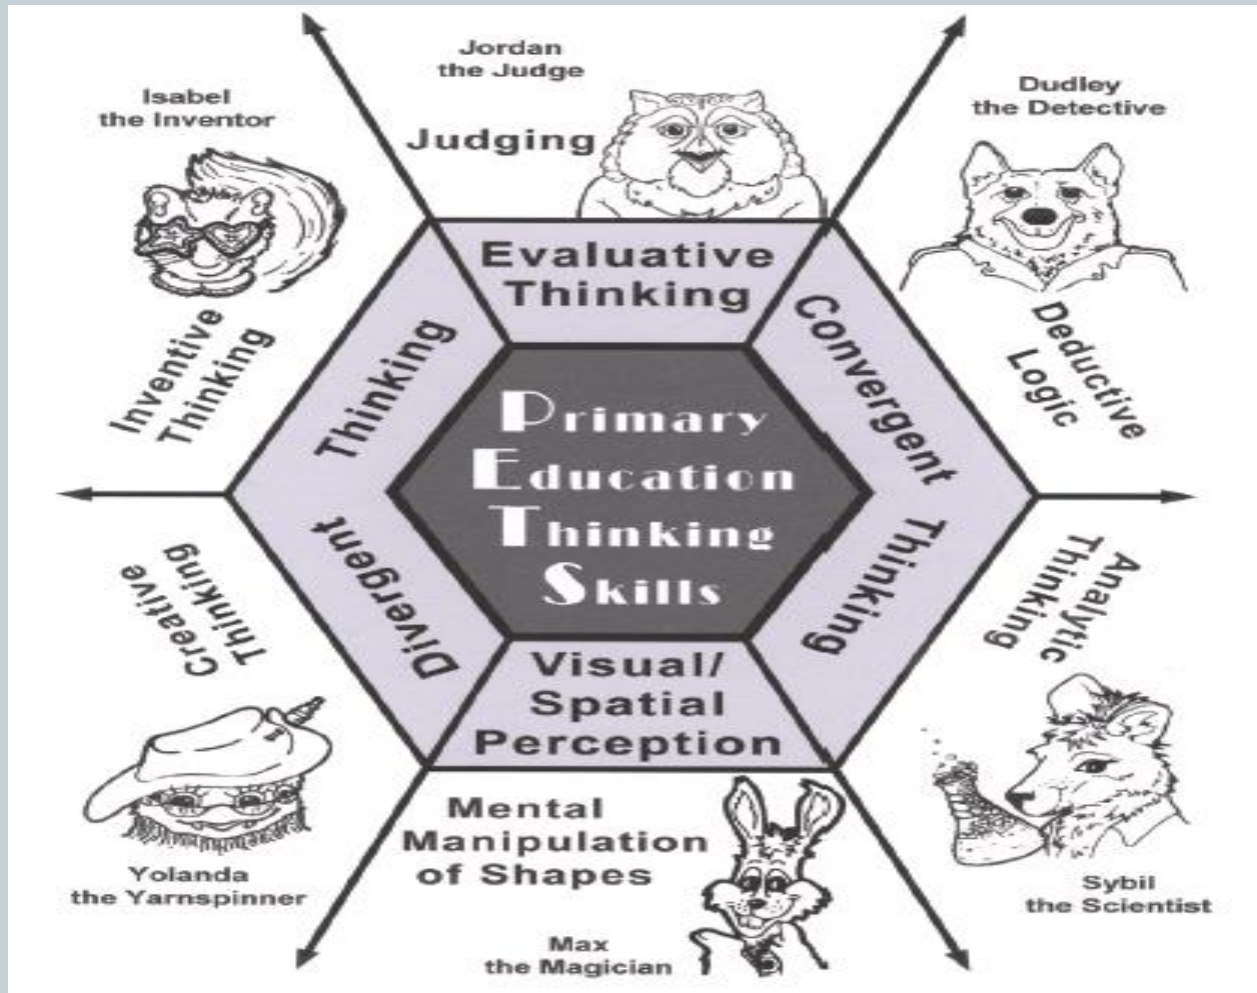 Jordan
the Judge
Judging
Isabel
the Inventor
Inventive
Thinking
Dudley
the Detective
Deductive
Logic
Evaluative
Thinking
Convergent
Thinking
Divergent
Thinking
Primary
Education
Thinking
Skills
Creative
Thinking
Yolanda
the Yarnspinner
Visual/
Spatial
Perception
Mental
Manipulation
of Shapes
Max
the Magician
Analytic
Thinking
Sybil
the Scientist